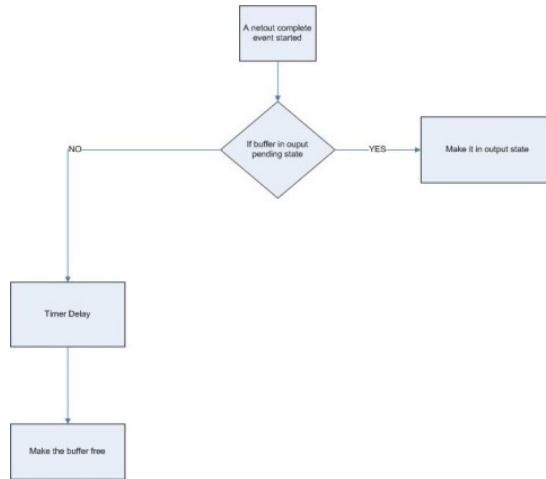 A netout complete
event started
If buffer in ouput
pending state
NO
YES
Make it in output state
Timer Delay
Make the buffer free